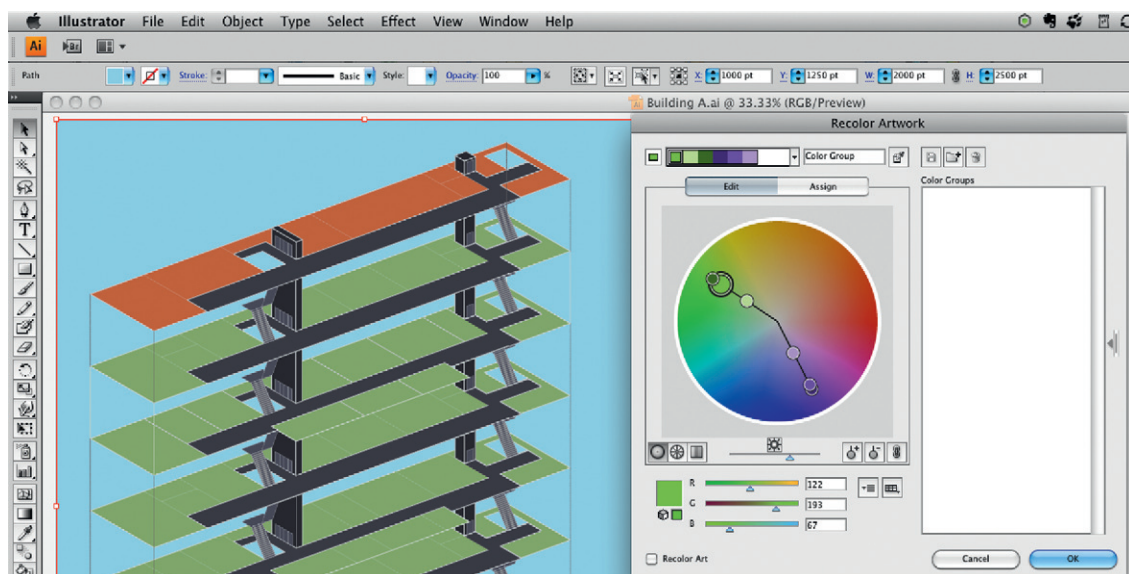 Illustrator File Edit Object Type Select Effect View Window Help
Ai Br
Path Stroke: Basic Style: Opacity: 100 % X: 1000 pt Y: 1250 pt W: 2000 pt H: 2500 pt
Building A.ai @ 33.33% (RGB/Preview)
Recolor Artwork
Color Group
Color Groups
Edit Assign
T
R 122
G 193
B 67
Recolor Art Cancel OK